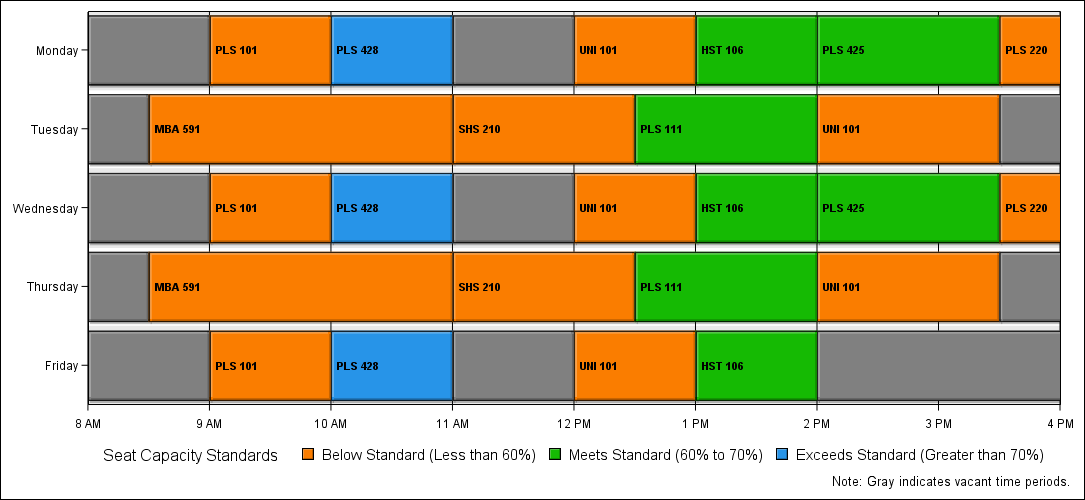 Monday PLS 101 PLS 428 UNI 101 HST 106 PLS 425 PLS 220
Tuesday MBA 591 SHS 210 PLS 111 UNI 101
Wednesday PLS 101 PLS 428 UNI 101 HST 106 PLS 425 PLS 220
Thursday MBA 591 SHS 210 PLS 111 UNI 101
Friday PLS 101 PLS 428 UNI 101 HST 106
8 AM 9 AM 10 AM 11 AM 12 PM 1 PM 2 PM 3 PM 4 PM
Seat Capacity Standards Below Standard (Less than 60%) Meets Standard (60% to 70%) Exceeds Standard (Greater than 70%)
Note: Gray indicates vacant time periods.